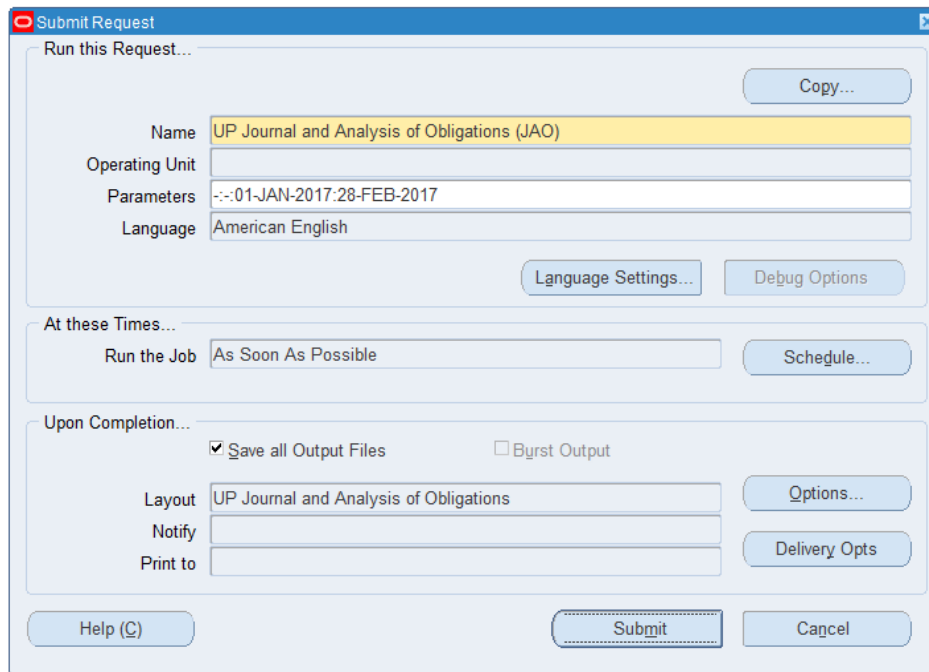 Submit Request
Run this Request...
Copy...
Name UP Journal and Analysis of Obligations (JAO)
Operating Unit
Parameters -:-:01-JAN-2017:28-FEB-2017
Language American English
Language Settings... Debug Options
At these Times...
Run the Job As Soon As Possible Schedule...
Upon Completion...
Save all Output Files Burst Output
Layout UP Journal and Analysis of Obligations Options...
Notify
Delivery Opts
Print to
Help (C) Submit Cancel